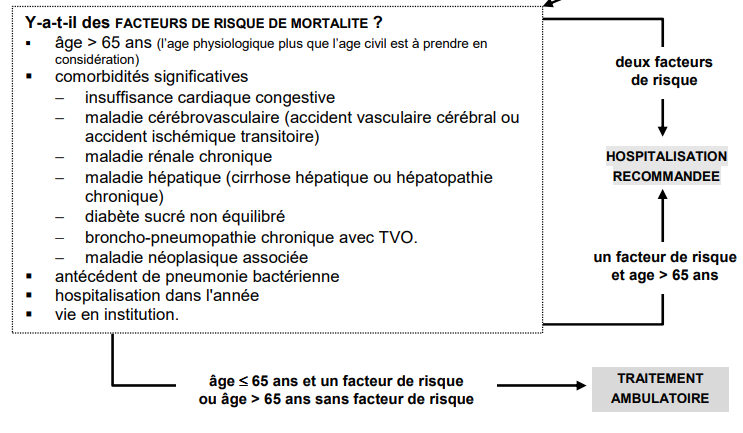 Y-a-t-il des FACTEURS DE RISQUE DE MORTALITE ?
▪ âge > 65 ans (l'age physiologique plus que l'age civil est à prendre en
considération)
▪ comorbidités significatives
– insuffisance cardiaque congestive
– maladie cérébrovasculaire (accident vasculaire cérébral ou
accident ischémique transitoire)
– maladie rénale chronique
– maladie hépatique (cirrhose hépatique ou hépatopathie
chronique)
– diabète sucré non équilibré
– broncho-pneumopathie chronique avec TVO.
– maladie néoplasique associée
▪ antécédent de pneumonie bactérienne
▪ hospitalisation dans l'année
▪ vie en institution.
deux facteurs
de risque
HOSPITALISATION
RECOMMANDEE
un facteur de risque
et age > 65 ans
âge ≤ 65 ans et un facteur de risque
ou âge > 65 ans sans facteur de risque
TRAITEMENT
AMBULATOIRE